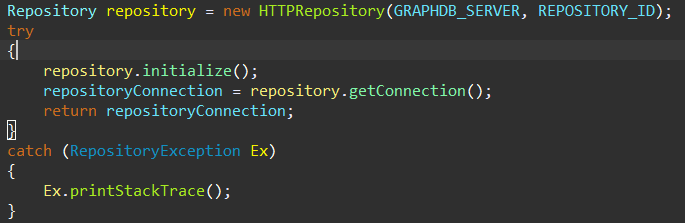 Repository repository = new HTTPRepository(GRAPHDB_SERVER, REPOSITORY_ID);
try
{
    repository.initialize();
    repositoryConnection = repository.getConnection();
    return repositoryConnection;
}
catch (RepositoryException Ex)
{
    Ex.printStackTrace();
}